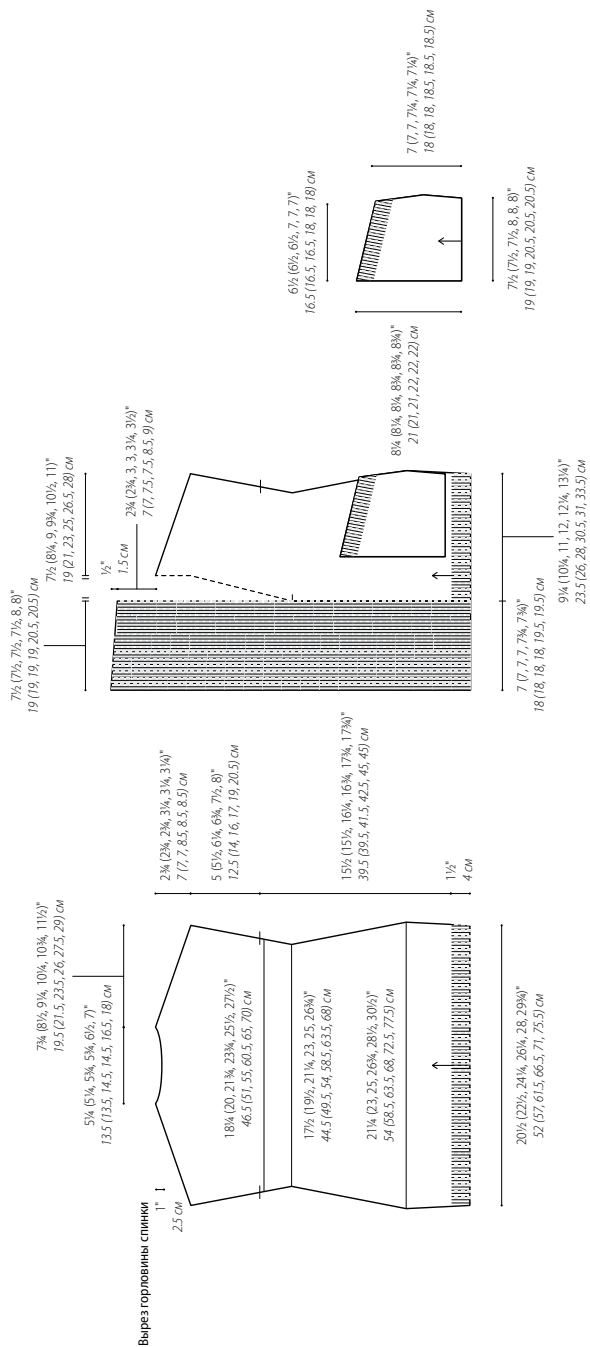 Вырез горловины спинки
1"
2.5 см
7¾ (8½, 9¼, 10¼, 10¾, 11½)"
19.5 (21.5, 23.5, 26, 27.5, 29) см
5¼ (5¼, 5¾, 5¾, 6½, 7)"
13.5 (13.5, 14.5, 14.5, 16.5, 18) см
18¼ (20, 21¾, 23¾, 25½, 27½)"
46.5 (51, 55, 60.5, 65, 70) см
17½ (19½, 21¼, 23, 25, 26¾)"
44.5 (49.5, 54, 58.5, 63.5, 68) см
21¼ (23, 25, 26¾, 28½, 30½)"
54 (58.5, 63.5, 68, 72.5, 77.5) см
20½ (22½, 24¼, 26¼, 28, 29¾)"
52 (57, 61.5, 66.5, 71, 75.5) см
2¾ (2¾, 2¾, 3¼, 3¼, 3¼)"
7 (7, 7, 8.5, 8.5, 8.5) см
5 (5½, 6¼, 6¾, 7½, 8)"
12.5 (14, 16, 17, 19, 20.5) см
15½ (15½, 16¼, 16¾, 17¾, 17¾)"
39.5 (39.5, 41.5, 42.5, 45, 45) см
1½"
4 см
7½ (7½, 7½, 7½, 8, 8)"
19 (19, 19, 19, 20.5, 20.5) см
7½ (8¼, 9, 9¾, 10½, 11)"
19 (21, 23, 25, 26.5, 28) см
½"
1.5 см
2¾ (2¾, 3, 3, 3¼, 3½)"
7 (7, 7.5, 7.5, 8.5, 9) см
7 (7, 7, 7, 7¾, 7¾)"
18 (18, 18, 18, 19.5, 19.5) см
9¼ (10¼, 11, 12, 12¼, 13¼)"
23.5 (26, 28, 30.5, 31, 33.5) см
6½ (6½, 6½, 7, 7, 7)"
16.5 (16.5, 16.5, 18, 18, 18) см
8¼ (8¼, 8¼, 8¾, 8¾, 8¾)"
21 (21, 21, 22, 22, 22) см
7 (7, 7, 7¼, 7¼, 7¼)"
18 (18, 18, 18.5, 18.5, 18.5) см
7½ (7½, 7½, 8, 8, 8)"
19 (19, 19, 20.5, 20.5, 20.5) см